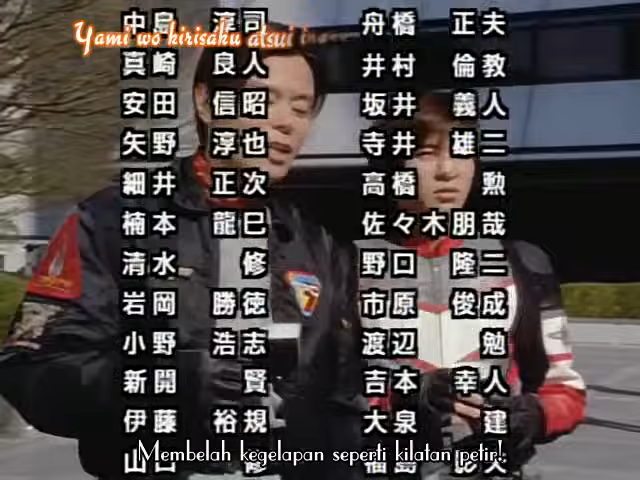 Yami wo kirisaku atsui
中島 淳司 舟橋 正夫
真崎 良人 井村 倫教
安田 信昭 坂井 義人
矢野 淳也 寺井 雄二
細井 正次 高橋 勲
楠本 龍巳 佐々木朋哉
清水 修 野口 隆二
岩岡 勝徳 市原 俊成
小野 浩志 渡辺 勉
新開 賢 吉本 幸人
伊藤 裕規 大泉 建
山口 福島
Membelah kegelapan seperti kilatan petir!